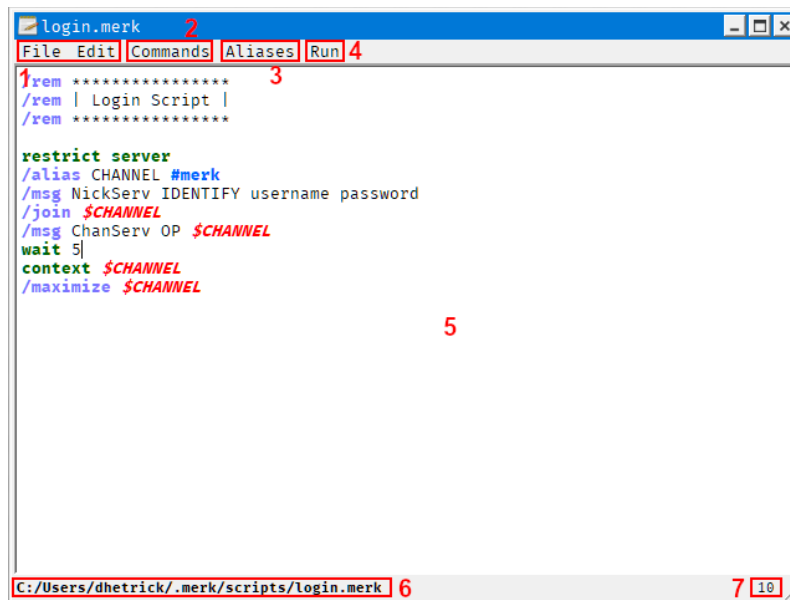 login.merk
File Edit Commands Aliases Run 4
2
3
1
/rem ****************
/rem | Login Script |
/rem ****************
restrict server
/alias CHANNEL #merk
/msg NickServ IDENTIFY username password
/join $CHANNEL
/msg ChanServ OP $CHANNEL
wait 5
context $CHANNEL
/maximize $CHANNEL
5
C:/Users/dhetrick/.merk/scripts/login.merk 6 7 10